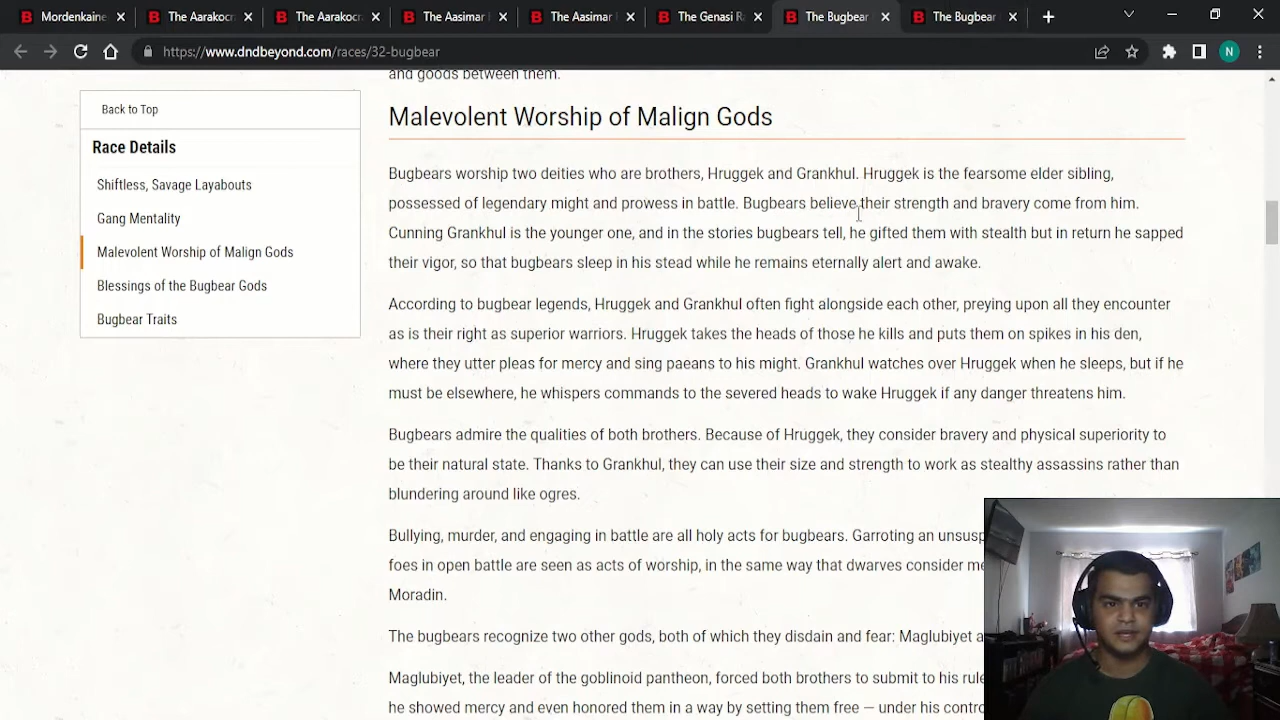 Mordenkaine
The Aarakocra
The Aarakocra
The Aasimar
The Aasimar
The Genasi Ra
The Bugbear
The Bugbear
https://www.dndbeyond.com/races/32-bugbear
N
and goods between them.
Back to Top
Race Details
Shiftless, Savage Layabouts
Gang Mentality
Malevolent Worship of Malign Gods
Blessings of the Bugbear Gods
Bugbear Traits
Malevolent Worship of Malign Gods
Bugbears worship two deities who are brothers, Hruggek and Grankhul. Hruggek is the fearsome elder sibling,
possessed of legendary might and prowess in battle. Bugbears believe their strength and bravery come from him.
Cunning Grankhul is the younger one, and in the stories bugbears tell, he gifted them with stealth but in return he sapped
their vigor, so that bugbears sleep in his stead while he remains eternally alert and awake.
According to bugbear legends, Hruggek and Grankhul often fight alongside each other, preying upon all they encounter
as is their right as superior warriors. Hruggek takes the heads of those he kills and puts them on spikes in his den,
where they utter pleas for mercy and sing paeans to his might. Grankhul watches over Hruggek when he sleeps, but if he
must be elsewhere, he whispers commands to the severed heads to wake Hruggek if any danger threatens him.
Bugbears admire the qualities of both brothers. Because of Hruggek, they consider bravery and physical superiority to
be their natural state. Thanks to Grankhul, they can use their size and strength to work as stealthy assassins rather than
blundering around like ogres.
Bullying, murder, and engaging in battle are all holy acts for bugbears. Garroting an unsusp
foes in open battle are seen as acts of worship, in the same way that dwarves consider me
Moradin.
The bugbears recognize two other gods, both of which they disdain and fear: Maglubiyet a
Maglubiyet, the leader of the goblinoid pantheon, forced both brothers to submit to his rule
he showed mercy and even honored them in a way by setting them free — under his contro